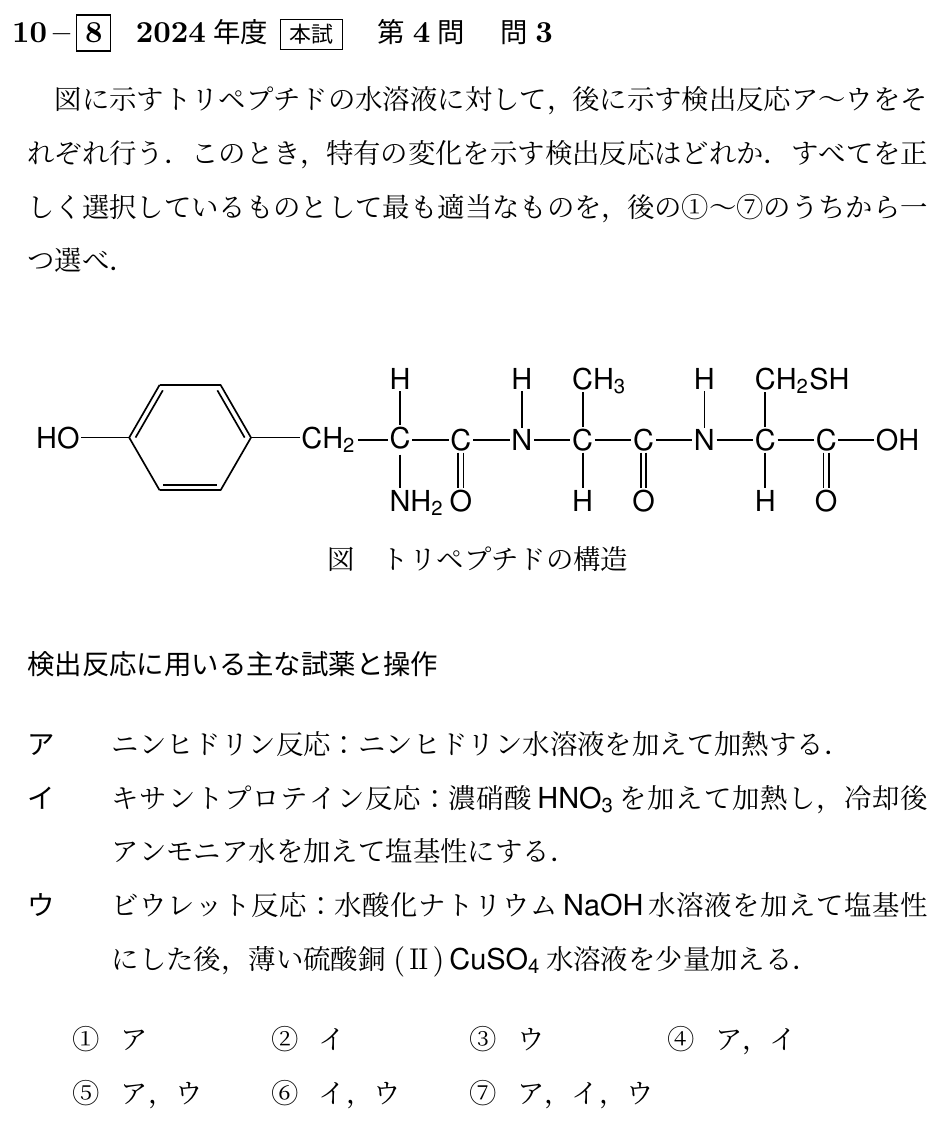 10－8 2024 年度 本試 第 4 問 問 3
図に示すトリペプチドの水溶液に対して，後に示す検出反応ア～ウをそ
れぞれ行う．このとき，特有の変化を示す検出反応はどれか．すべてを正
しく選択しているものとして最も適当なものを，後の①～⑦のうちから一
つ選べ．
H H CH₃ H CH₂SH
HO CH₂ C C N C C N C C OH
NH₂ O H O H O
図 トリペプチドの構造
検出反応に用いる主な試薬と操作
ア ニンヒドリン反応：ニンヒドリン水溶液を加えて加熱する．
イ キサントプロテイン反応：濃硝酸 HNO₃ を加えて加熱し，冷却後
アンモニア水を加えて塩基性にする．
ウ ビウレット反応：水酸化ナトリウム NaOH 水溶液を加えて塩基性
にした後，薄い硫酸銅 (Ⅱ) CuSO₄ 水溶液を少量加える．
① ア ② イ ③ ウ ④ ア，イ
⑤ ア，ウ ⑥ イ，ウ ⑦ ア，イ，ウ